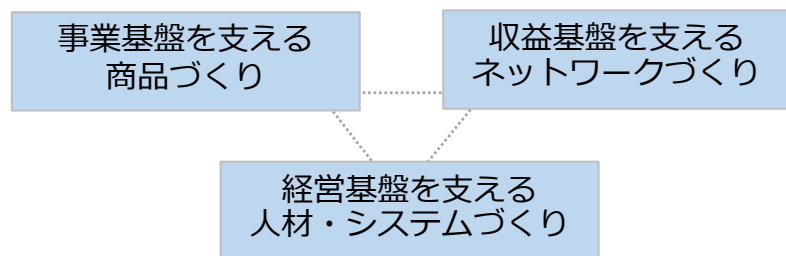 事業基盤を支える
商品づくり
収益基盤を支える
ネットワークづくり
経営基盤を支える
人材・システムづくり